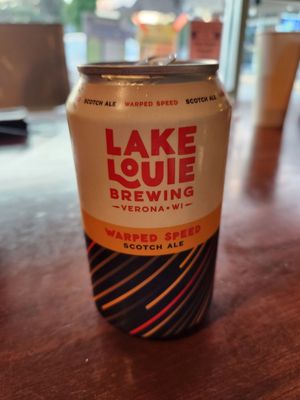 SCOTCH ALE WARPED SPEED SCOTCH ALE
LAKE
LOUIE
BREWING
VERONA • WI
WARPED SPEED
SCOTCH ALE